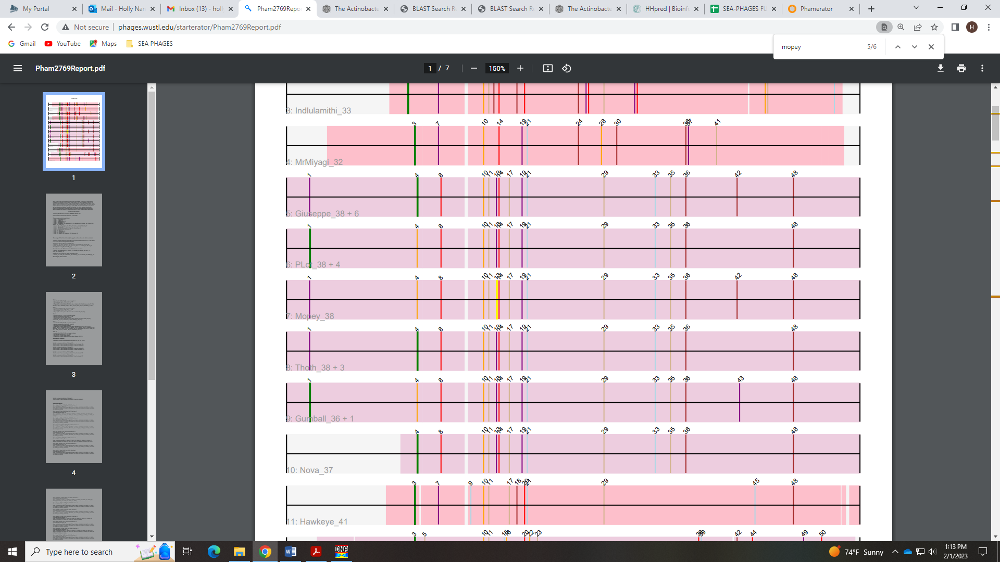 My Portal
Mail - Holly Nan
Inbox (13) - holl
Pham2769Repo
The Actinobacte
BLAST Search Re
BLAST Search Re
The Actinobacte
HHpred | Bioinfo
SEA-PHAGES FU
Phamerator
Not secure
phages.wustl.edu/starterator/Pham2769Report.pdf
H
Gmail
YouTube
Maps
SEA PHAGES
mopey 5/6
Pham2769Report.pdf
1 / 7
150%
1
2
3
4
3: Indlulamithi_33
3 7 10 14 19 21 24 28 30 36 37 41
4: MrMiyagi_32
1 4 8 10 11 13 14 17 19 21 29 33 35 36 42 48
5: Giuseppe_38 + 6
1 4 8 10 11 13 14 17 19 21 29 33 35 36 48
6: PLot_38 + 4
1 4 8 10 11 13 14 17 19 21 29 33 35 36 42 48
7: Mopey_38
1 4 8 10 11 13 14 17 19 21 29 33 35 36 48
8: Thoth_38 + 3
1 4 8 10 11 13 14 17 19 21 29 33 35 36 43 48
9: Gumball_36 + 1
4 8 10 11 13 14 17 19 21 29 33 35 36 48
10: Nova_37
3 7 9 10 11 17 18 20 21 29 45 48
11: Hawkeye_41
3 5 10 11 15 16 20 22 23 38 39 42 44 49 50
Type here to search
DNA
74°F Sunny
1:13 PM
2/1/2023